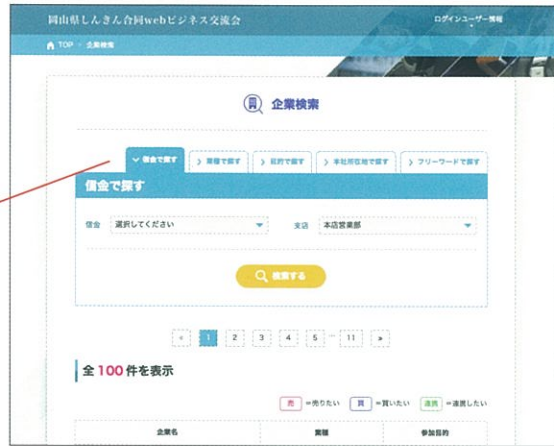 岡山県しんきん合同webビジネス交流会
ログインユーザー情報
TOP - 企業検索
買 企業検索
信金で探す
業種で探す
目的で探す
本社所在地で探す
フリーワードで探す
信金で探す
信金 選択してください 支店 本店営業部
検索する
« 1 2 3 4 5 … 11 »
全100件を表示
売 =売りたい 買 =買いたい 連携 =連携したい
企業名 業種 参加目的